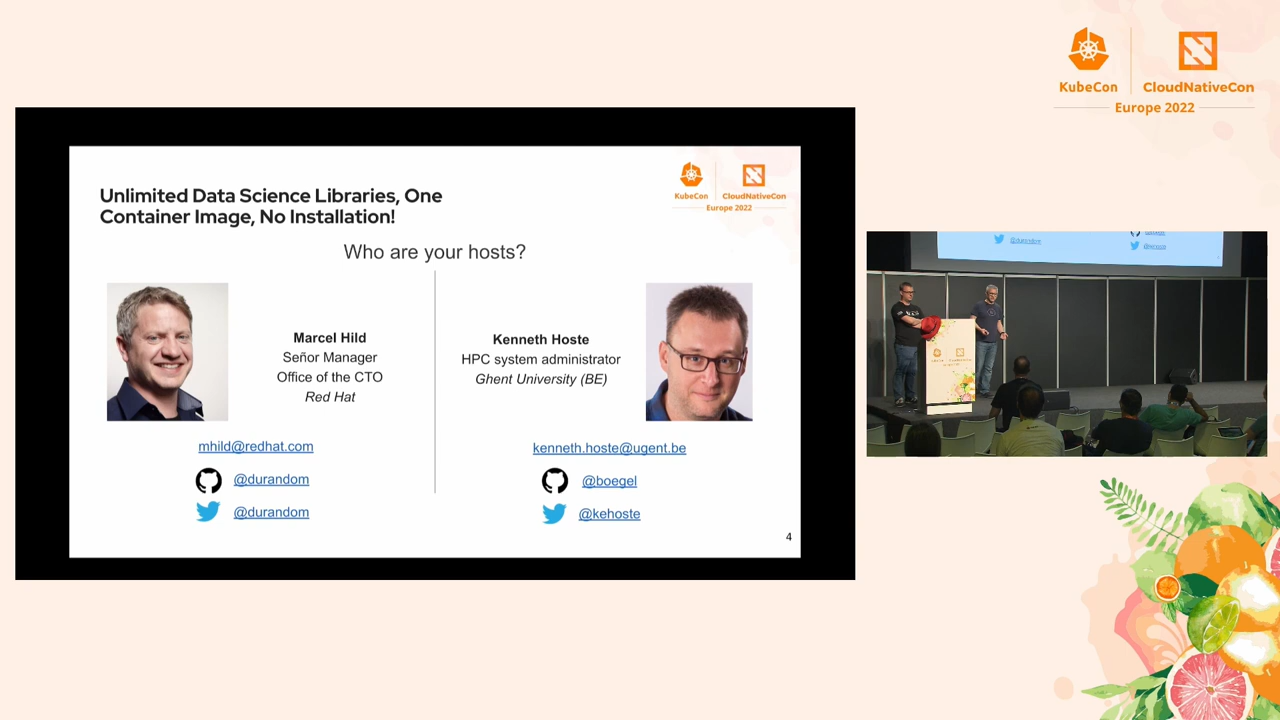 KubeCon
CloudNativeCon
Europe 2022
Unlimited Data Science Libraries, One
Container Image, No Installation!
KubeCon
CloudNativeCon
Europe 2022
Who are your hosts?
Marcel Hild
Señor Manager
Office of the CTO
Red Hat
mhild@redhat.com
@durandom
@durandom
Kenneth Hoste
HPC system administrator
Ghent University (BE)
kenneth.hoste@ugent.be
@boegel
@kehoste
4
@durandom
@kehoste